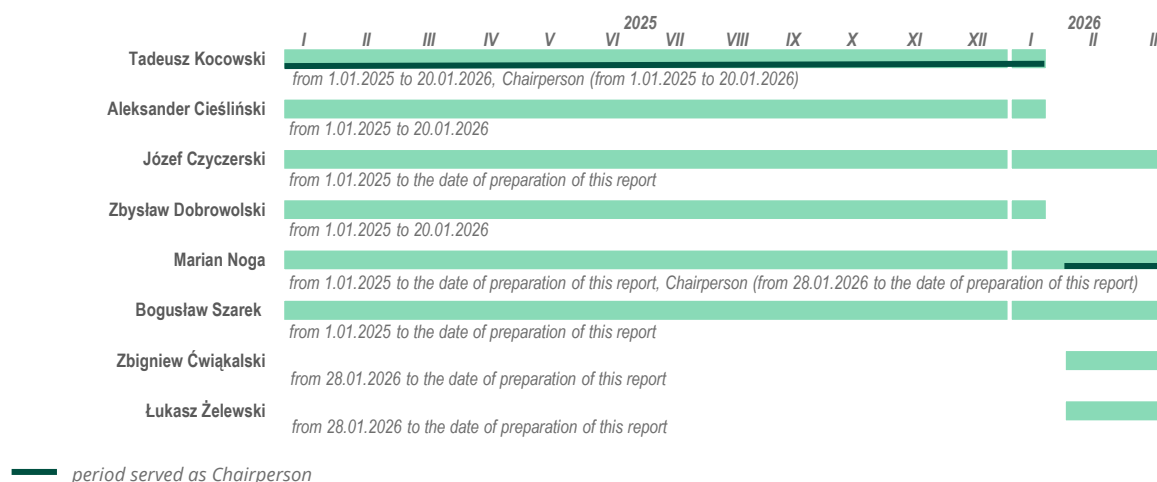 2025 2026
I II III IV V VI VII VIII IX X XI XII I II II
Tadeusz Kocowski
from 1.01.2025 to 20.01.2026, Chairperson (from 1.01.2025 to 20.01.2026)
Aleksander Cieśliński
from 1.01.2025 to 20.01.2026
Józef Czyczerski
from 1.01.2025 to the date of preparation of this report
Zbysław Dobrowolski
from 1.01.2025 to 20.01.2026
Marian Noga
from 1.01.2025 to the date of preparation of this report, Chairperson (from 28.01.2026 to the date of preparation of this report)
Bogusław Szarek
from 1.01.2025 to the date of preparation of this report
Zbigniew Ćwiąkalski
from 28.01.2026 to the date of preparation of this report
Łukasz Żelewski
from 28.01.2026 to the date of preparation of this report
period served as Chairperson